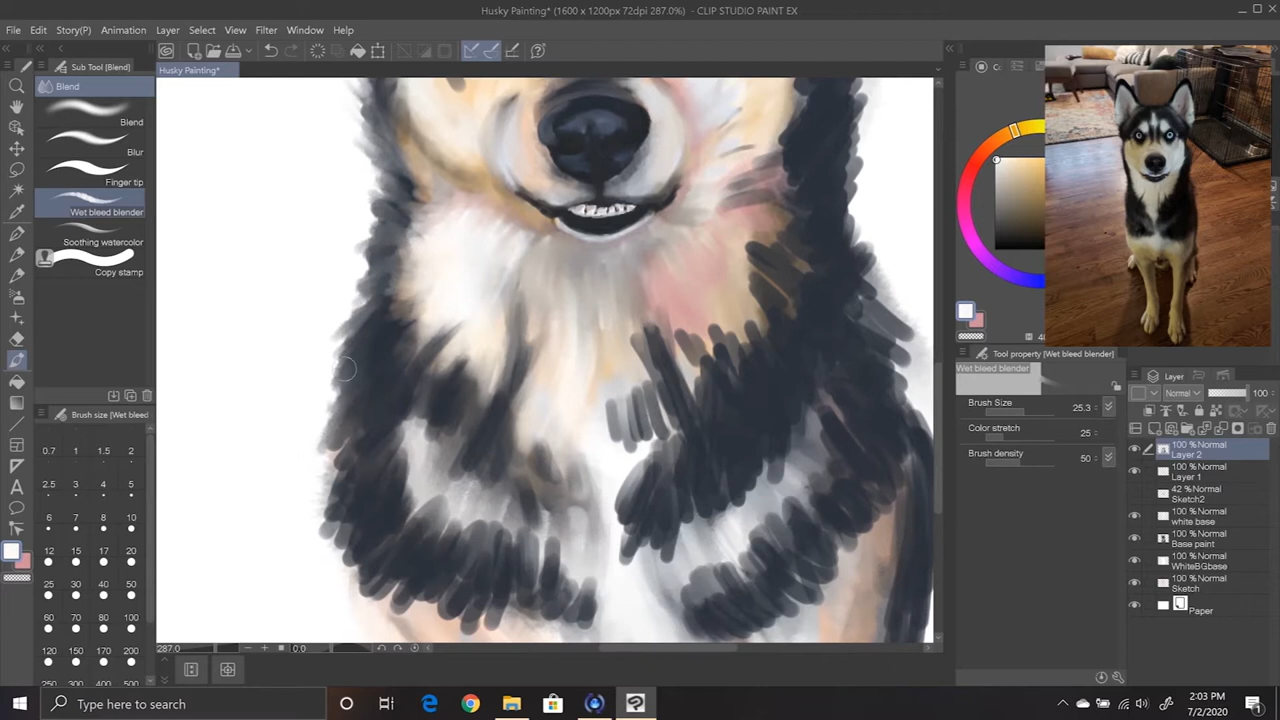 Husky Painting* (1600 x 1200px 72dpi 287.0%) - CLIP STUDIO PAINT EX
File Edit Story(P) Animation Layer Select View Filter Window Help
Sub Tool [Blend]
Husky Painting*
Blend
Blend
Blur
Finger tip
Wet bleed blender
Soothing watercolor
Copy stamp
Brush size [Wet bleed
0.7 1 1.5 2
2.5 3 4 5
6 7 8 10
12 15 17 20
25 30 40 50
60 70 80 100
120 150 170 200
Tool property [Wet bleed blender]
Wet bleed blender
Brush Size 25.3
Color stretch 25
Brush density 50
Layer
Normal 100
100 %Normal
Layer 2
100 %Normal
Layer 1
42 %Normal
Sketch2
100 %Normal
white base
100 %Normal
Base paint
100 %Normal
WhiteBGbase
100 %Normal
Sketch
Paper
287.0 0.0
Type here to search
2:03 PM
7/2/2020